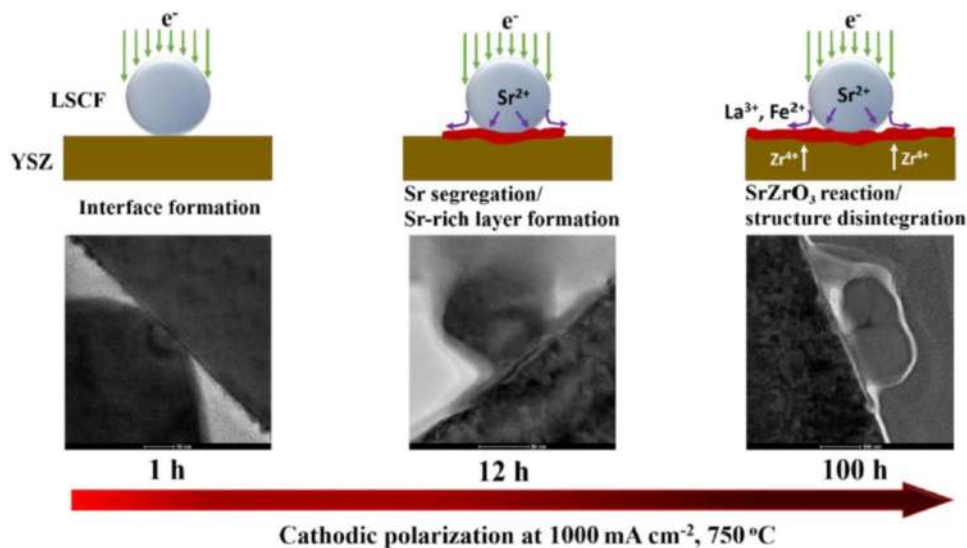 e⁻ e⁻ e⁻
LSCF
Sr²⁺
La³⁺, Fe²⁺ Sr²⁺
YSZ
Zr⁴⁺ Zr⁴⁺
Interface formation
Sr segregation/
Sr-rich layer formation
SrZrO₃ reaction/
structure disintegration
1 h 12 h 100 h
Cathodic polarization at 1000 mA cm⁻², 750 °C